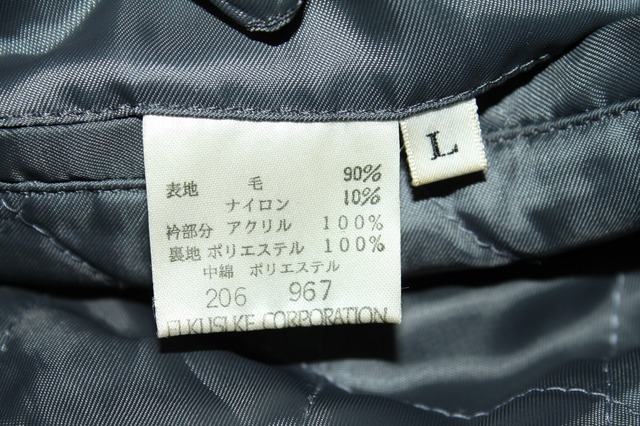 表地 毛 90%
ナイロン 10%
衿部分 アクリル 100%
裏地 ポリエステル 100%
中綿 ポリエステル
206 967
CORPORATION
L